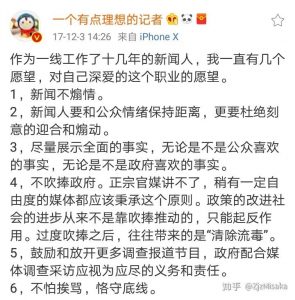 一个有点理想的记者
17-12-3 14:26 来自 iPhone X
作为一线工作了十几年的新闻人，我一直有几个
愿望，对自己深爱的这个职业的愿望。
1，新闻不煽情。
2，新闻人要和公众情绪保持距离，更要杜绝刻
意的迎合和煽动。
3，尽量展示全面的事实，无论是不是公众喜欢
的事实，无论是不是政府喜欢的事实。
4，不吹捧政府。正宗官媒讲不了，稍有一定自
由度的媒体都应该秉承这个原则。政策的改进社
会的进步从来不是靠吹捧推动的，只能起反作
用。过度吹捧之后，往往带来的是“清除流毒”。
5，鼓励和放开更多调查报道节目，政府配合媒
体调查采访应视为应尽的义务和责任。
6，不怕挨骂，恪守底线。
知乎 @ZjzMisaka